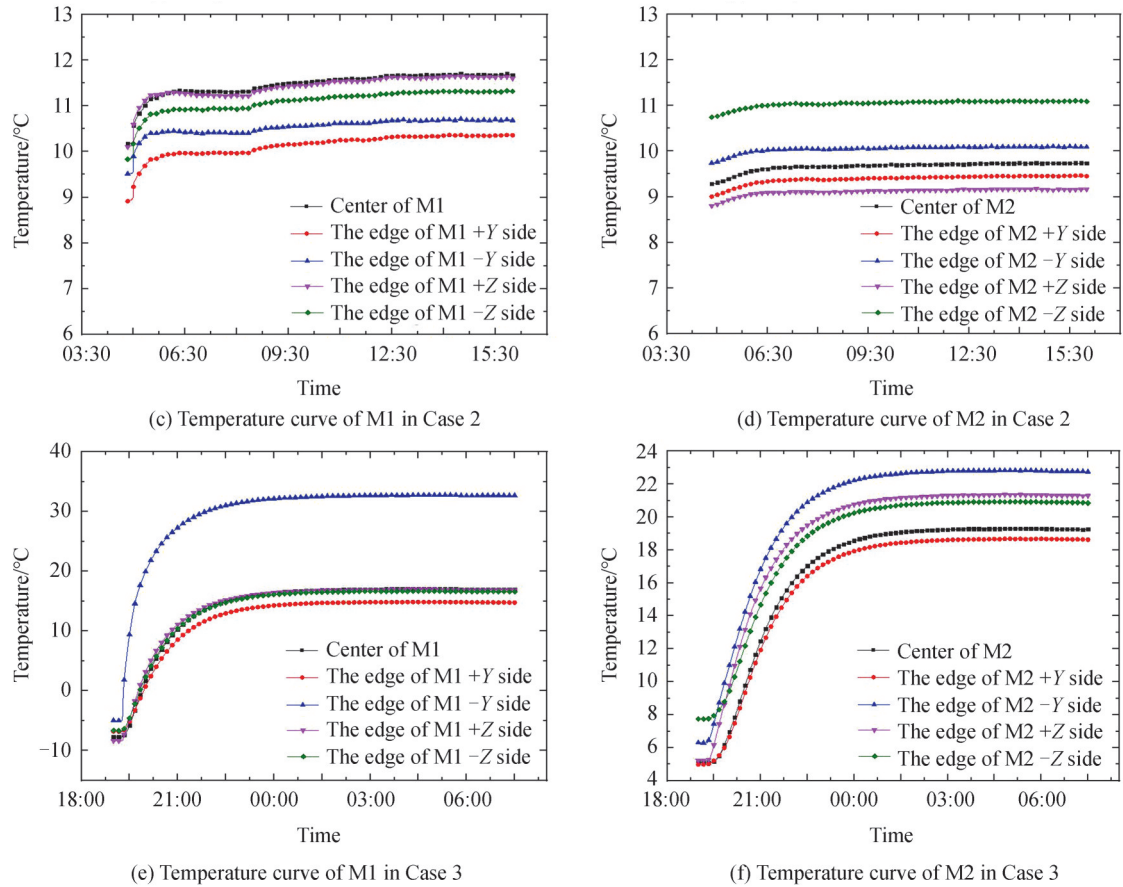 13
12
11
10
9
8
7
6
Temperature/°C
Center of M1
The edge of M1 +Y side
The edge of M1 −Y side
The edge of M1 +Z side
The edge of M1 −Z side
03:30 06:30 09:30 12:30 15:30
Time
(c) Temperature curve of M1 in Case 2
13
12
11
10
9
8
7
6
Temperature/°C
Center of M2
The edge of M2 +Y side
The edge of M2 −Y side
The edge of M2 +Z side
The edge of M2 −Z side
03:30 06:30 09:30 12:30 15:30
Time
(d) Temperature curve of M2 in Case 2
40
30
20
10
0
−10
Temperature/°C
Center of M1
The edge of M1 +Y side
The edge of M1 −Y side
The edge of M1 +Z side
The edge of M1 −Z side
18:00 21:00 00:00 03:00 06:00
Time
(e) Temperature curve of M1 in Case 3
24
22
20
18
16
14
12
10
8
6
4
Temperature/°C
Center of M2
The edge of M2 +Y side
The edge of M2 −Y side
The edge of M2 +Z side
The edge of M2 −Z side
18:00 21:00 00:00 03:00 06:00
Time
(f) Temperature curve of M2 in Case 3